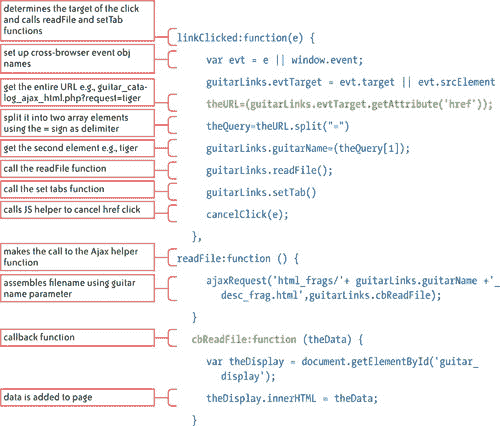 determines the target of the click
and calls readFile and setTab
functions
linkClicked:function(e) {
set up cross-browser event obj
names
var evt = e || window.event;
guitarLinks.evtTarget = evt.target || evt.srcElement
get the entire URL e.g., guitar_cata-
log_ajax_html.php?request=tiger
theURL=(guitarLinks.evtTarget.getAttribute('href'));
split it into two array elements
using the = sign as delimiter
theQuery=theURL.split("=")
get the second element e.g., tiger
guitarLinks.guitarName=(theQuery[1]);
call the readFile function
guitarLinks.readFile();
call the set tabs function
guitarLinks.setTab()
calls JS helper to cancel href click
cancelClick(e);
},
makes the call to the Ajax helper
function
readFile:function () {
assembles filename using guitar
name parameter
ajaxRequest('html_frags/'+ guitarLinks.guitarName +'_
desc_frag.html',guitarLinks.cbReadFile);
}
callback function
cbReadFile:function (theData) {
var theDisplay = document.getElementById('guitar_
display');
data is added to page
theDisplay.innerHTML = theData;
}